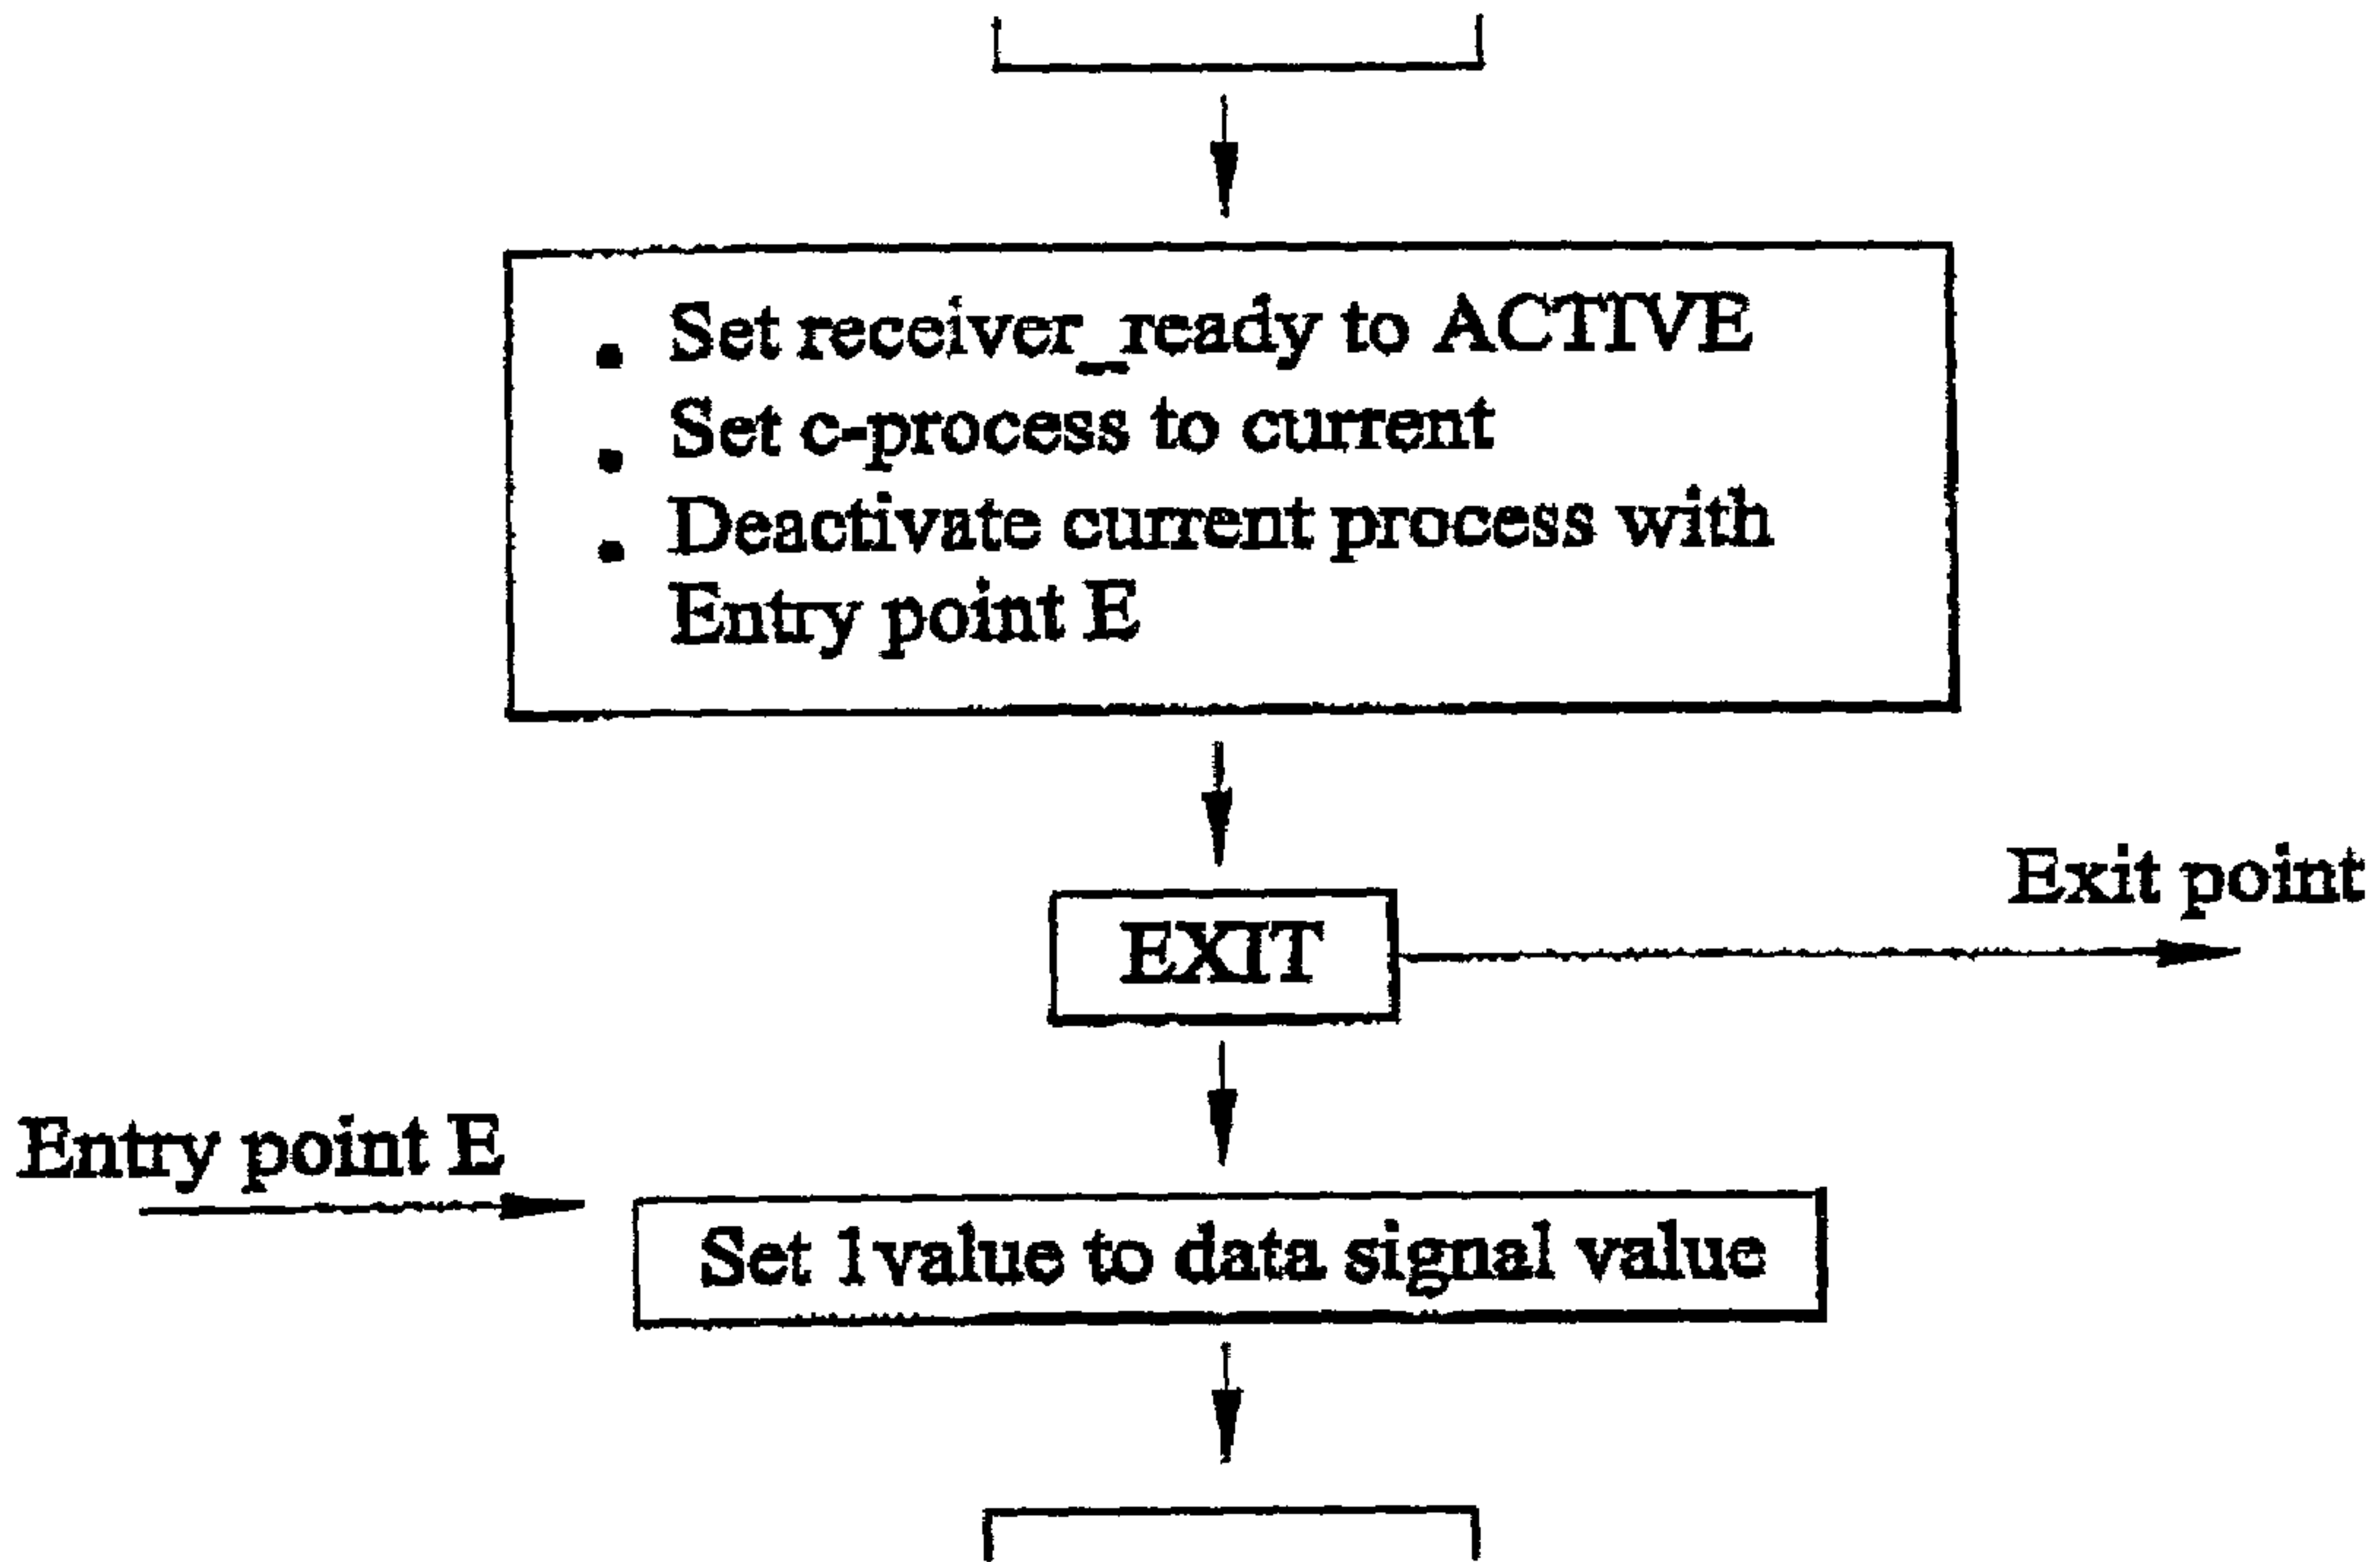 Set receiver_ready to ACTIVE
Set c-process to current
Deactivate current process with
Entry point E
Exit point
EXIT
Entry point E
Set lvalue to data signal value